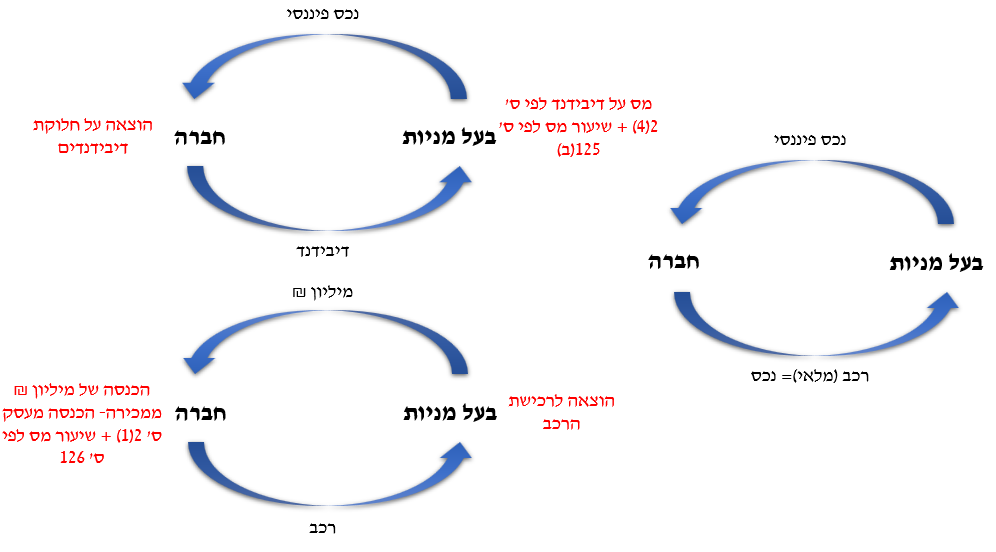 נכס פיננסי
מס על דיבידנד לפי ס'
2(4) + שיעור מס לפי ס'
125(ב)
בעל מניות
חברה
הוצאה על חלוקת
דיבידנדים
דיבידנד
נכס פיננסי
בעל מניות
חברה
רכב (מלאי)= נכס
מיליון ₪
הוצאה לרכישת
הרכב
בעל מניות
חברה
הכנסה של מיליון ₪
ממכירה- הכנסה מעסק
ס' 2(1) + שיעור מס לפי
ס' 126
רכב